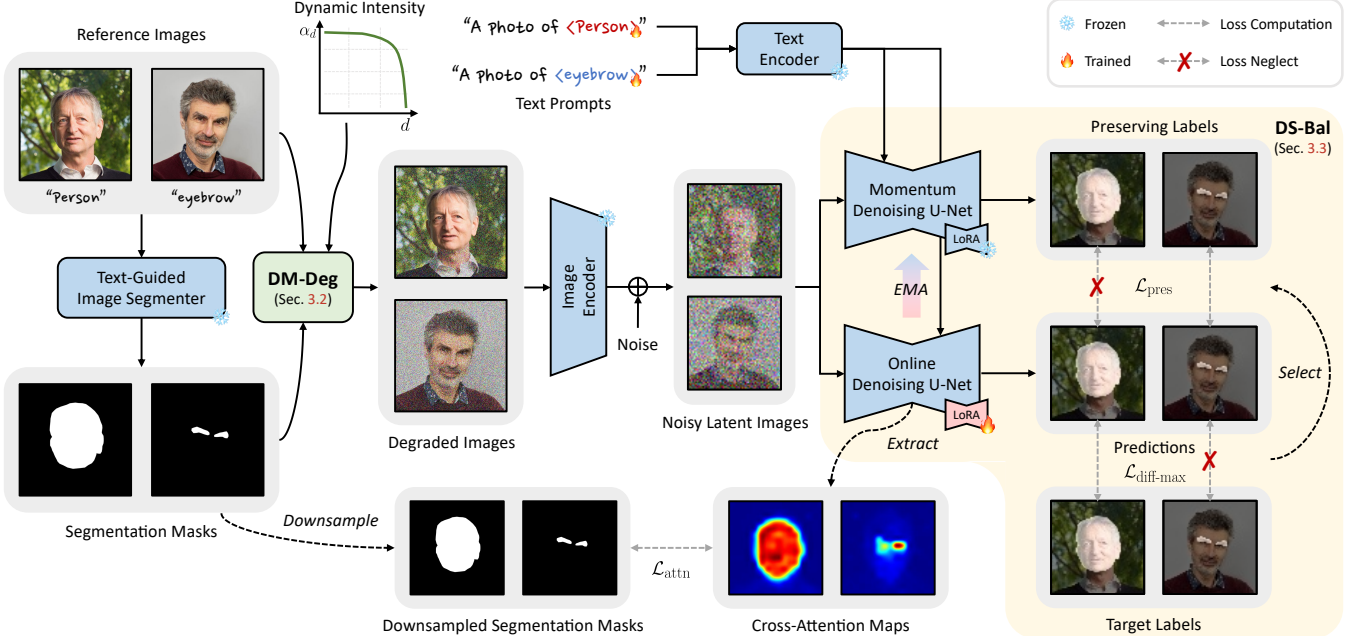 Reference Images
"Person"
"eyebrow"
Dynamic Intensity
α_d
d
"A photo of <Person>"
"A photo of <eyebrow>"
Text Prompts
Text
Encoder
Frozen
Loss Computation
Trained
Loss Neglect
Text-Guided
Image Segmenter
DM-Deg
(Sec. 3.2)
Degraded Images
Image
Encoder
Noise
Noisy Latent Images
Momentum
Denoising U-Net
LoRA
EMA
Online
Denoising U-Net
LoRA
Extract
Preserving Labels
DS-Bal
(Sec. 3.3)
ℒ_pres
Select
Predictions
ℒ_diff-max
Target Labels
Segmentation Masks
Downsample
Downsampled Segmentation Masks
ℒ_attn
Cross-Attention Maps